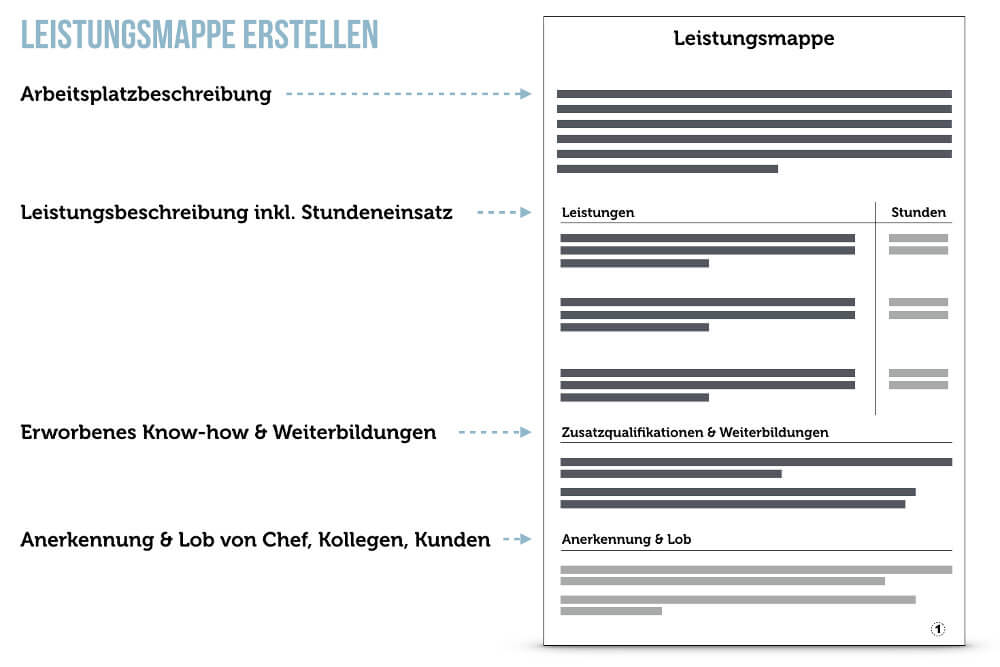 LEISTUNGSMAPPE ERSTELLEN
Leistungsmappe
Arbeitsplatzbeschreibung
Leistungsbeschreibung inkl. Stundeneinsatz
Leistungen
Stunden
Erworbenes Know-how & Weiterbildungen
Zusatzqualifikationen & Weiterbildungen
Anerkennung & Lob von Chef, Kollegen, Kunden
Anerkennung & Lob
1